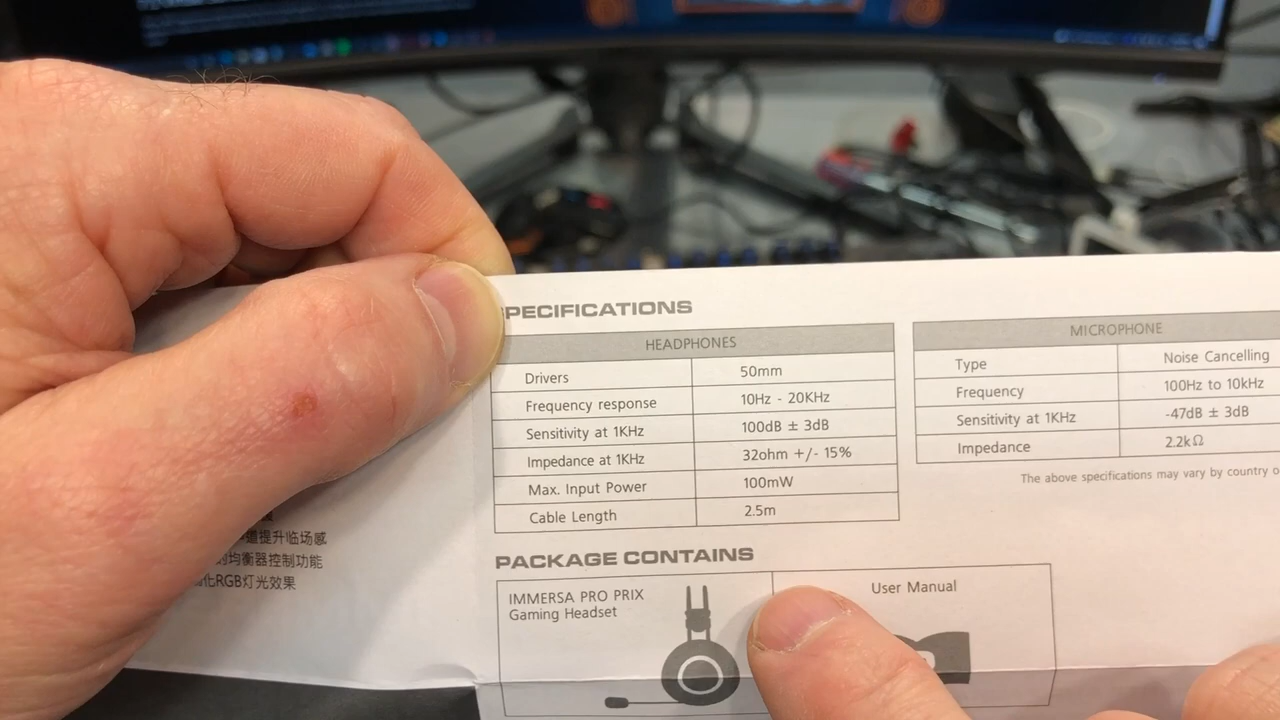 PECIFICATIONS
HEADPHONES
Drivers 50mm
Frequency response 10Hz - 20KHz
Sensitivity at 1KHz 100dB ± 3dB
Impedance at 1KHz 32ohm +/- 15%
Max. Input Power 100mW
Cable Length 2.5m
MICROPHONE
Type Noise Cancelling
Frequency 100Hz to 10kHz
Sensitivity at 1KHz -47dB ± 3dB
Impedance 2.2kΩ
The above specifications may vary by country o
PACKAGE CONTAINS
IMMERSA PRO PRIX
Gaming Headset
User Manual
道提升临场感
的均衡器控制功能
化RGB灯光效果